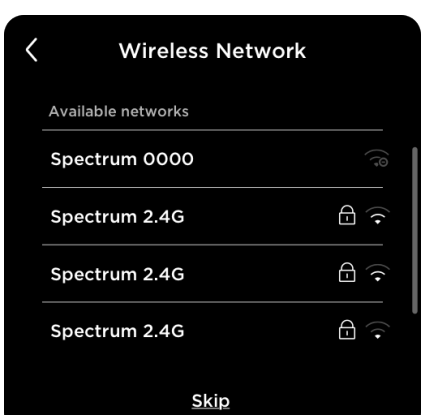 Wireless Network
Available networks
Spectrum 0000
Spectrum 2.4G
Spectrum 2.4G
Spectrum 2.4G
Skip